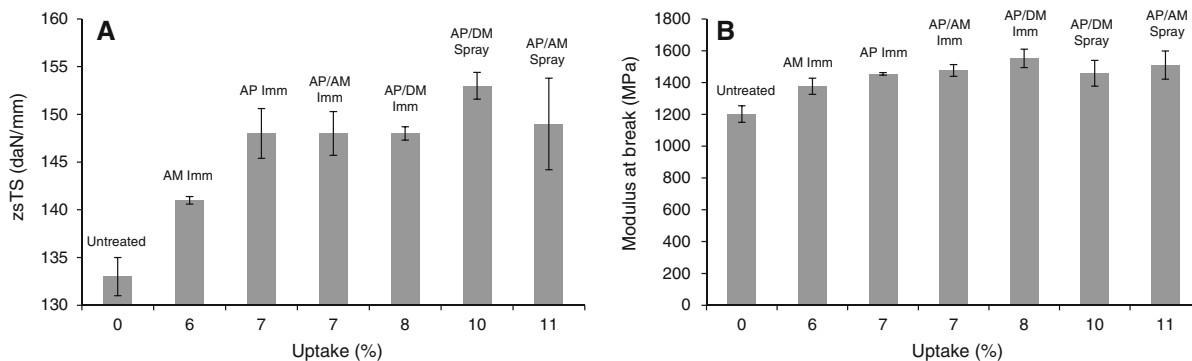 A
zsTS (daN/mm)
160
155
150
145
140
135
130
Untreated
AM Imm
AP Imm
AP/AM
Imm
AP/DM
Imm
AP/DM
Spray
AP/AM
Spray
0 6 7 7 8 10 11
Uptake (%)
B
Modulus at break (MPa)
1800
1600
1400
1200
1000
800
600
400
200
0
Untreated
AM Imm
AP Imm
AP/AM
Imm
AP/DM
Imm
AP/DM
Spray
AP/AM
Spray
0 6 7 7 8 10 11
Uptake (%)